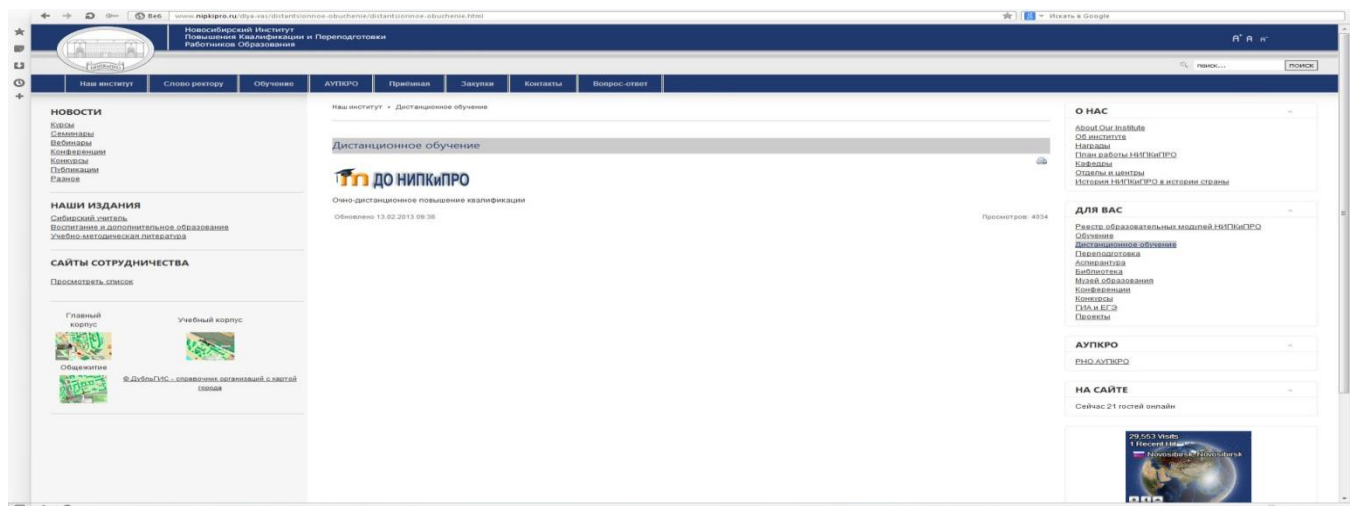 Веб www.nipkipro.ru/dlya-vas/distantsionnoe-obuchenie/distantsionnoe-obuchenie.html
Искать в Google
Новосибирский Институт
Повышения Квалификации и Переподготовки
Работников Образования
поиск... ПОИСК
Наш институт Слово ректору Обучение АУПКРО Приёмная Закупки Контакты Вопрос-ответ
НОВОСТИ
Курсы
Семинары
Вебинары
Конференции
Конкурсы
Публикации
Разное
НАШИ ИЗДАНИЯ
Сибирский учитель
Воспитание и дополнительное образование
Учебно-методическая литература
САЙТЫ СОТРУДНИЧЕСТВА
Просмотреть список
Главный
корпус
Учебный корпус
Общежитие
© ДубльГИС - справочник организаций с картой
города
Наш институт • Дистанционное обучение
Дистанционное обучение
ДО НИПКиПРО
Очно-дистанционное повышение квалификации
Обновлено 13.02.2013 09:36
Просмотров: 4034
О НАС
About Our Institute
Об институте
Награды
План работы НИПКиПРО
Кафедры
Отделы и центры
История НИПКиПРО в истории страны
ДЛЯ ВАС
Реестр образовательных модулей НИПКиПРО
Обучение
Дистанционное обучение
Переподготовка
Аспирантура
Библиотека
Музей образования
Конференции
Конкурсы
ГИА и ЕГЭ
Проекты
АУПКРО
РНО АУПКРО
НА САЙТЕ
Сейчас 21 гостей онлайн
29,553 Visits
1 Recent Hit
Novosibirsk, Novosibirsk